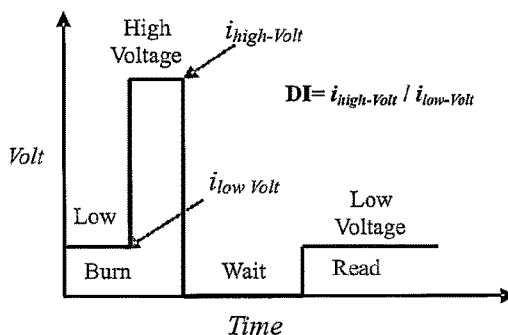 High
Voltage
i_high-Volt
DI= i_high-Volt / i_low-Volt
Volt
i_low Volt
Low
Low
Voltage
Burn
Wait
Read
Time